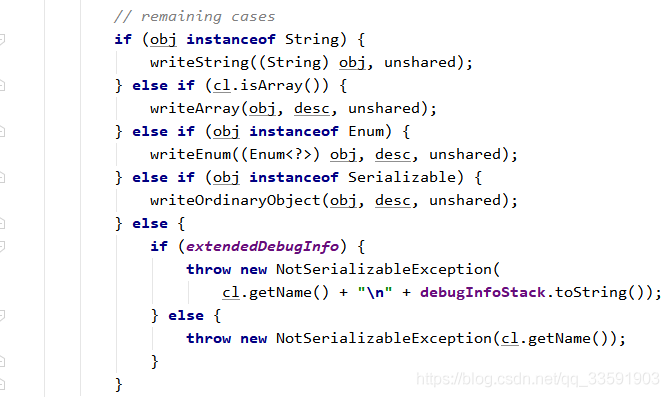 // remaining cases
if (obj instanceof String) {
    writeString((String) obj, unshared);
} else if (cl.isArray()) {
    writeArray(obj, desc, unshared);
} else if (obj instanceof Enum) {
    writeEnum((Enum<?>) obj, desc, unshared);
} else if (obj instanceof Serializable) {
    writeOrdinaryObject(obj, desc, unshared);
} else {
    if (extendedDebugInfo) {
        throw new NotSerializableException(
            cl.getName() + "\n" + debugInfoStack.toString());
    } else {
        throw new NotSerializableException(cl.getName());
    }
}
https://blog.csdn.net/qq_33591903